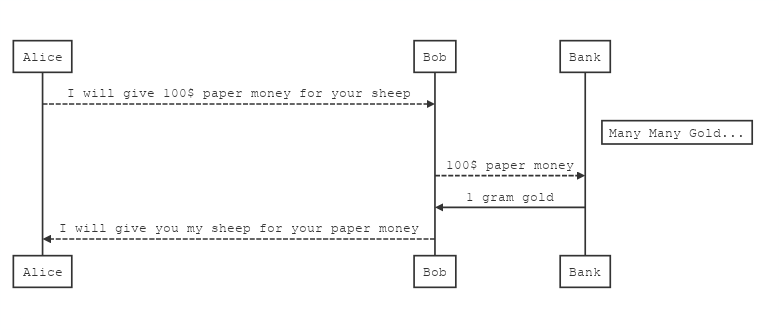 Alice
Bob
Bank
I will give 100$ paper money for your sheep
Many Many Gold...
100$ paper money
1 gram gold
I will give you my sheep for your paper money
Alice
Bob
Bank